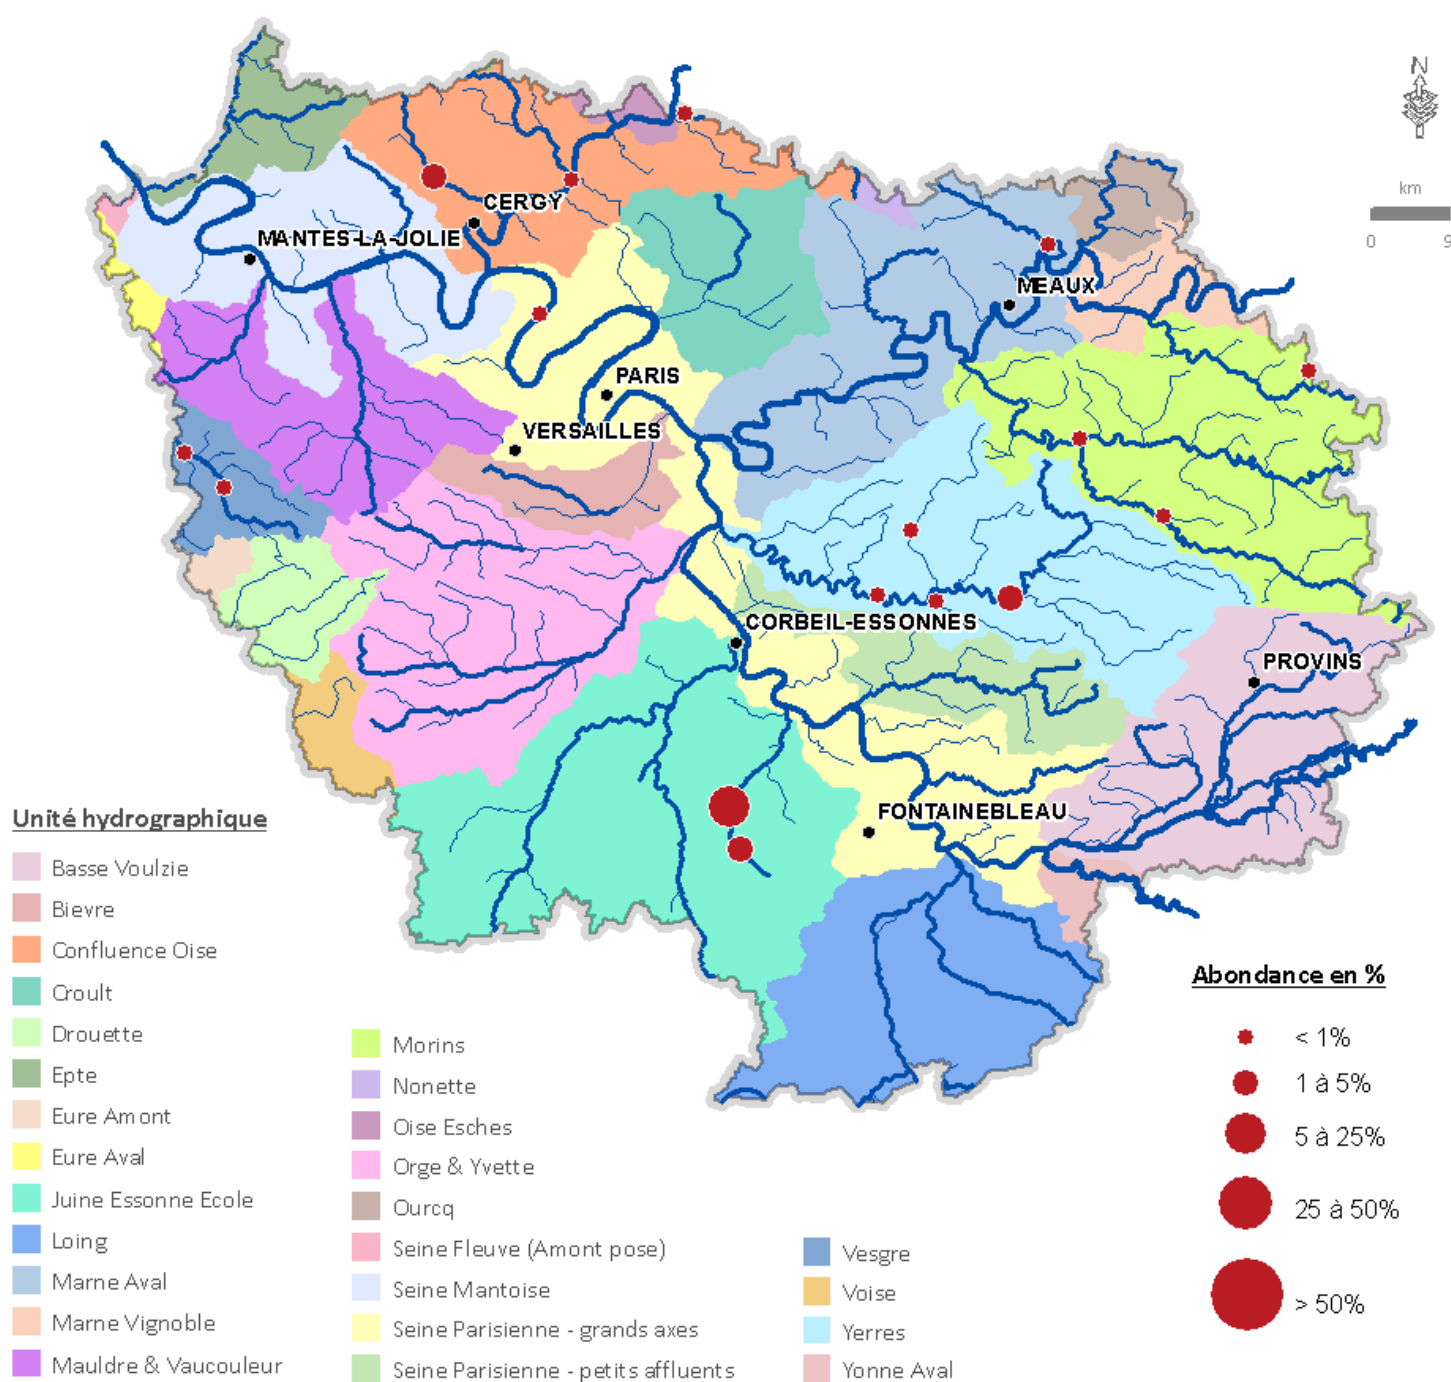 N
km
0 9
CERGY
MANTES-LA-JOLIE
MEAUX
PARIS
VERSAILLES
CORBEIL-ESSONNES
PROVINS
FONTAINEBLEAU
Unité hydrographique
Basse Voulzie
Bievre
Confluence Oise
Croult
Drouette
Epte
Eure Amont
Eure Aval
Juine Essonne Ecole
Loing
Marne Aval
Marne Vignoble
Mauldre & Vaucouleur
Morins
Nonette
Oise Esches
Orge & Yvette
Ourcq
Seine Fleuve (Amont pose)
Seine Mantoise
Seine Parisienne - grands axes
Seine Parisienne - petits affluents
Vesgre
Voise
Yerres
Yonne Aval
Abondance en %
< 1%
1 à 5%
5 à 25%
25 à 50%
> 50%